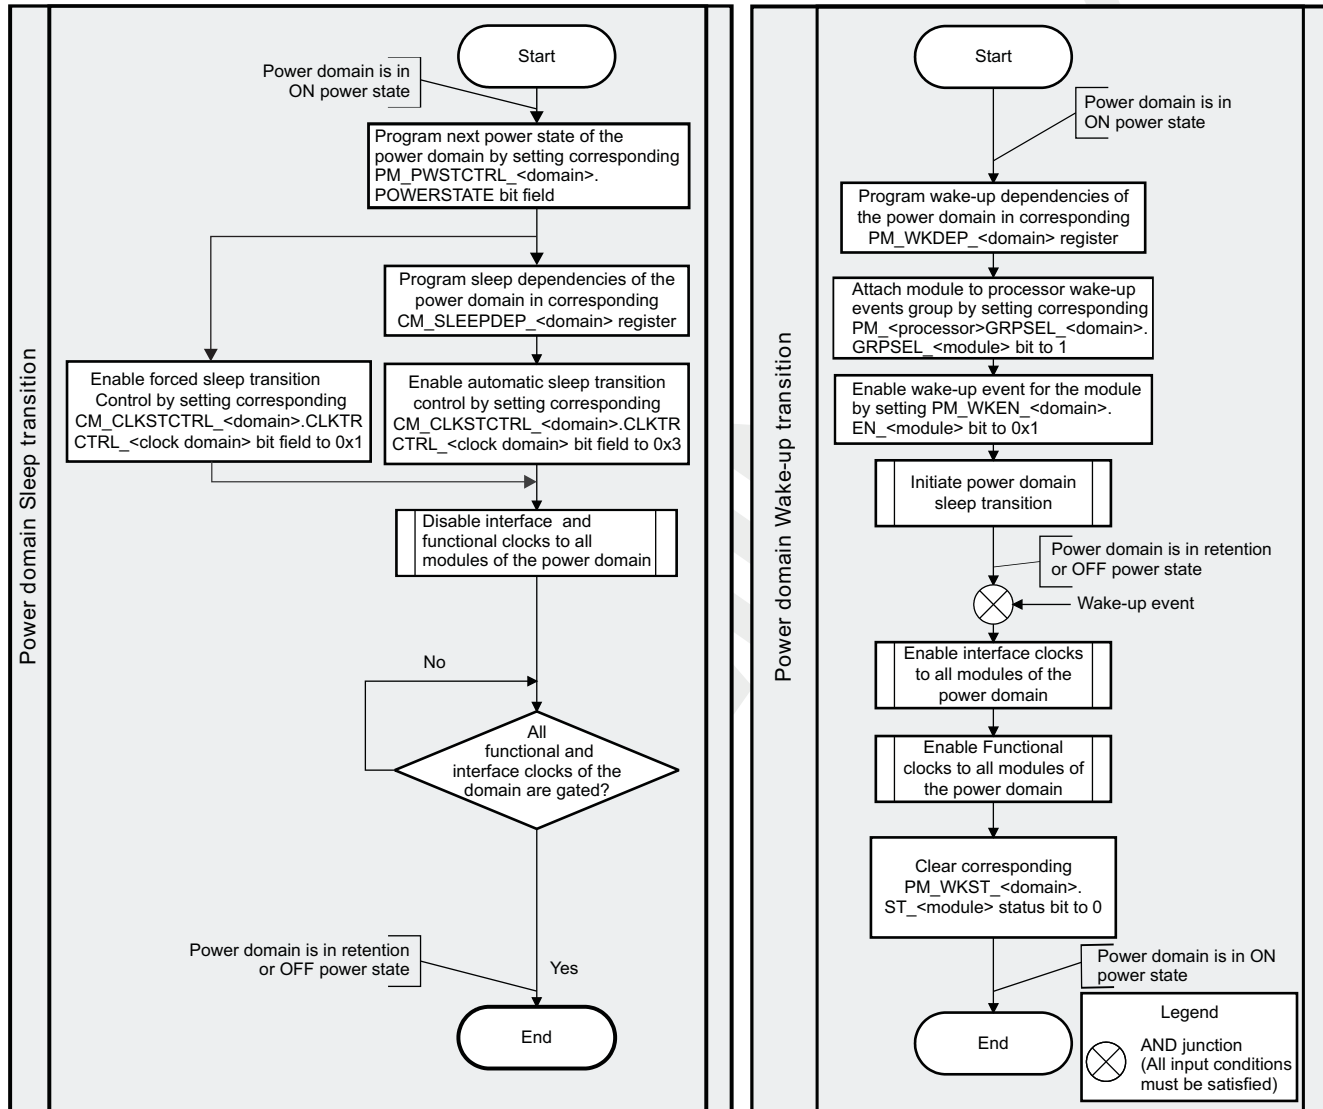 Power domain Sleep transition
Start
Power domain is in
ON power state
Program next power state of the
power domain by setting corresponding
PM_PWSTCTRL_<domain>.
POWERSTATE bit field
Program sleep dependencies of the
power domain in corresponding
CM_SLEEPDEP_<domain> register
Enable forced sleep transition
Control by setting corresponding
CM_CLKSTCTRL_<domain>.CLKTR
CTRL_<clock domain> bit field to 0x1
Enable automatic sleep transition
control by setting corresponding
CM_CLKSTCTRL_<domain>.CLKTR
CTRL_<clock domain> bit field to 0x3
Disable interface and
functional clocks to all
modules of the power domain
No
All
functional and
interface clocks of the
domain are gated?
Power domain is in retention
or OFF power state
Yes
End
Power domain Wake-up transition
Start
Power domain is in
ON power state
Program wake-up dependencies of
the power domain in corresponding
PM_WKDEP_<domain> register
Attach module to processor wake-up
events group by setting corresponding
PM_<processor>GRPSEL_<domain>.
GRPSEL_<module> bit to 1
Enable wake-up event for the module
by setting PM_WKEN_<domain>.
EN_<module> bit to 0x1
Initiate power domain
sleep transition
Power domain is in retention
or OFF power state
Wake-up event
Enable interface clocks
to all modules of the
power domain
Enable Functional
clocks to all modules of
the power domain
Clear corresponding
PM_WKST_<domain>.
ST_<module> status bit to 0
Power domain is in ON
power state
End
Legend
AND junction
(All input conditions
must be satisfied)